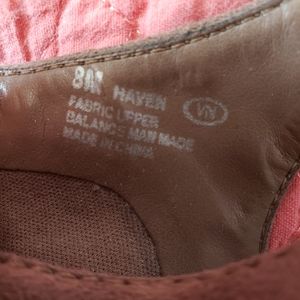 8M HAVEN
FABRIC UPPER
BALANCE MAN MADE
MADE IN CHINA